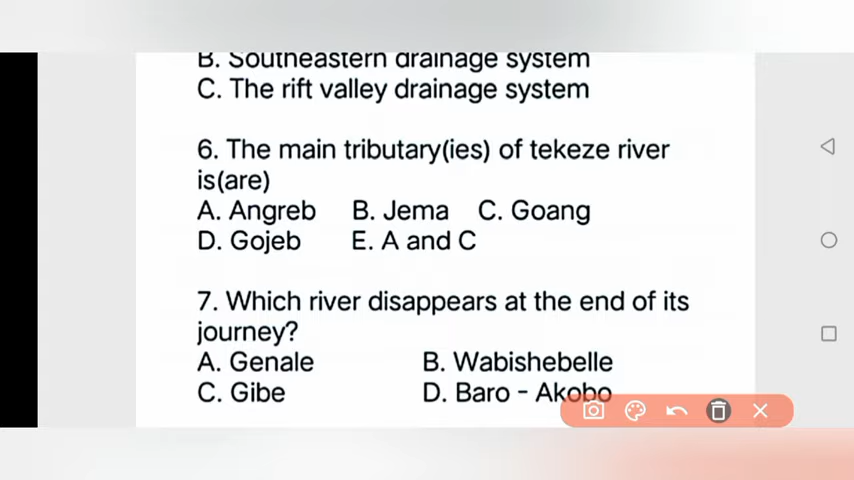 B. Southeastern drainage system
C. The rift valley drainage system
6. The main tributary(ies) of tekeze river
is(are)
A. Angreb B. Jema C. Goang
D. Gojeb E. A and C
7. Which river disappears at the end of its
journey?
A. Genale B. Wabishebelle
C. Gibe D. Baro - Akobo